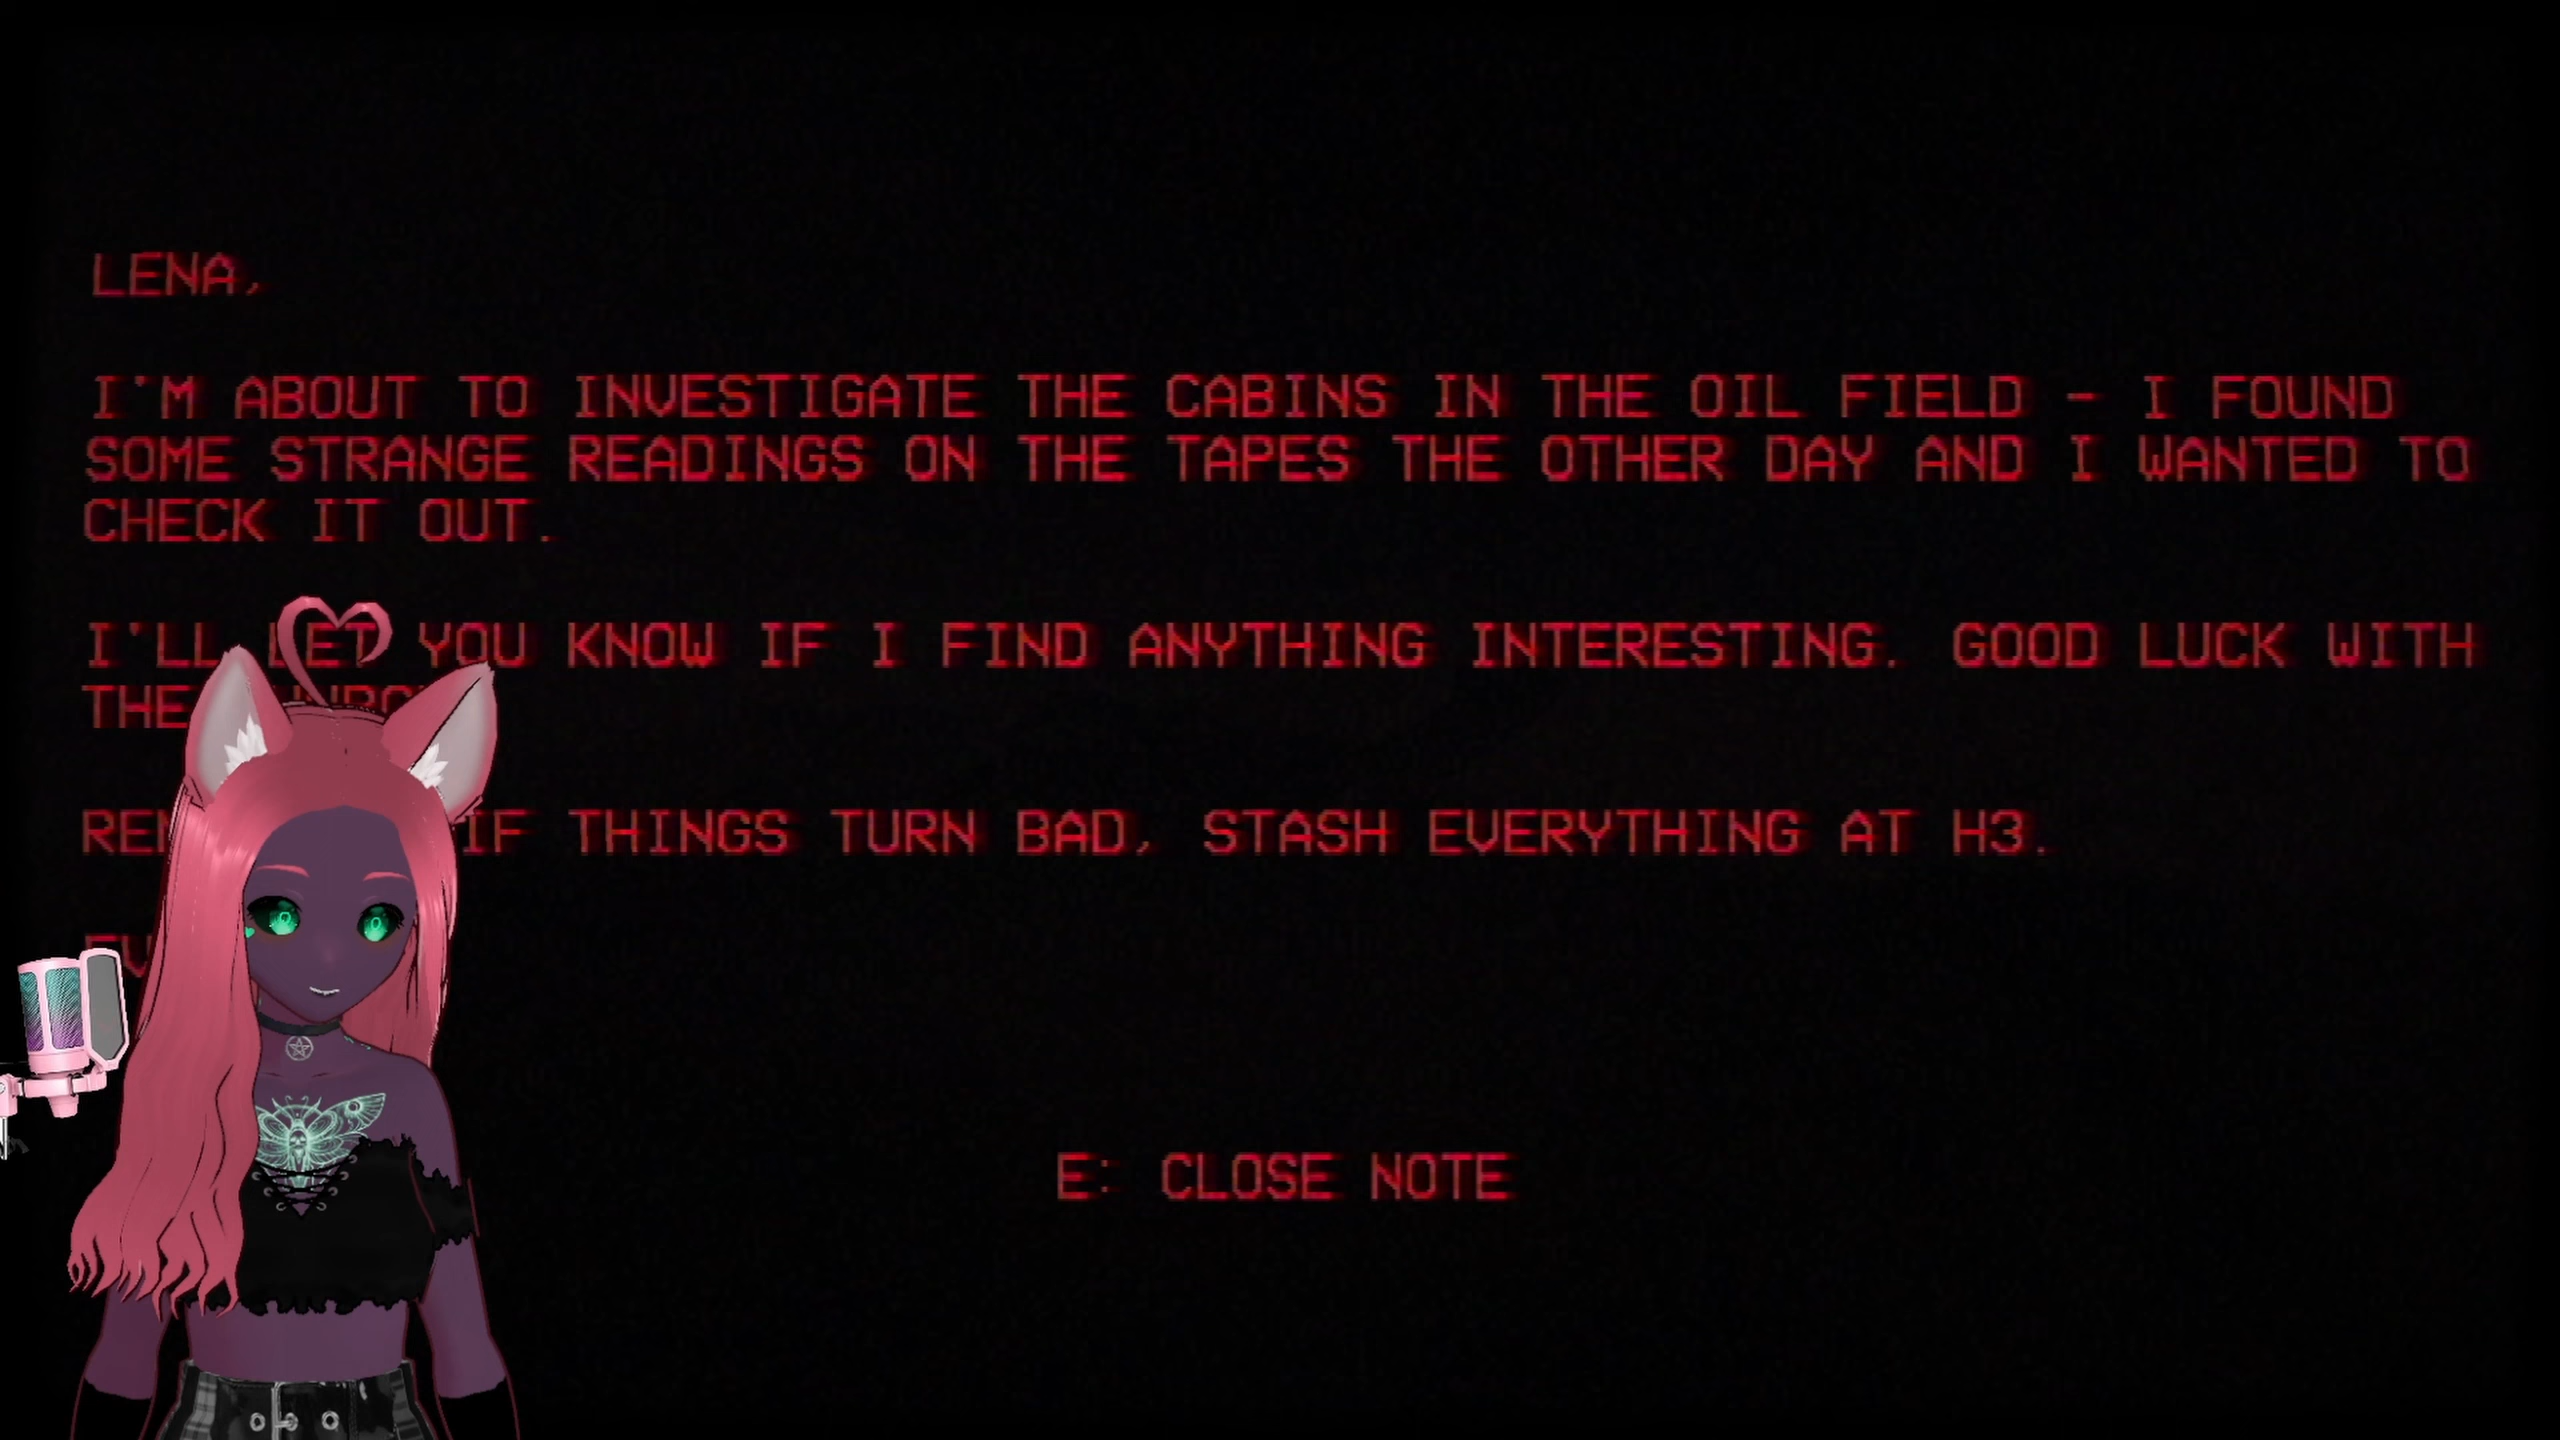 LENA,
I'M ABOUT TO INVESTIGATE THE CABINS IN THE OIL FIELD - I FOUND
SOME STRANGE READINGS ON THE TAPES THE OTHER DAY AND I WANTED TO
CHECK IT OUT.
I'LL LET YOU KNOW IF I FIND ANYTHING INTERESTING. GOOD LUCK WITH
THE
IF THINGS TURN BAD, STASH EVERYTHING AT H3.
E: CLOSE NOTE